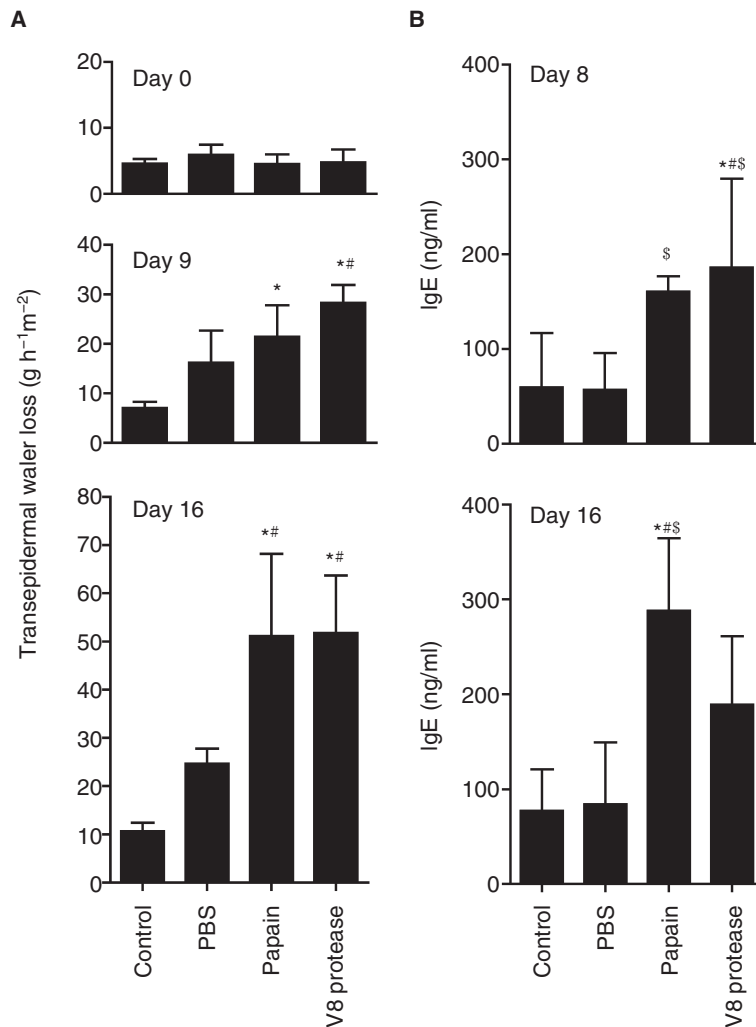 A
Transepidermal waler loss (g h⁻¹m⁻²)
Day 0
20
10
0
Day 9
*
*#
40
30
20
10
0
Day 16
*#
*#
80
70
60
50
40
30
20
10
0
Control
PBS
Papain
V8 protease
B
Day 8
IgE (ng/ml)
$
*#$
400
300
200
100
0
Day 16
IgE (ng/ml)
*#$
400
300
200
100
0
Control
PBS
Papain
V8 protease